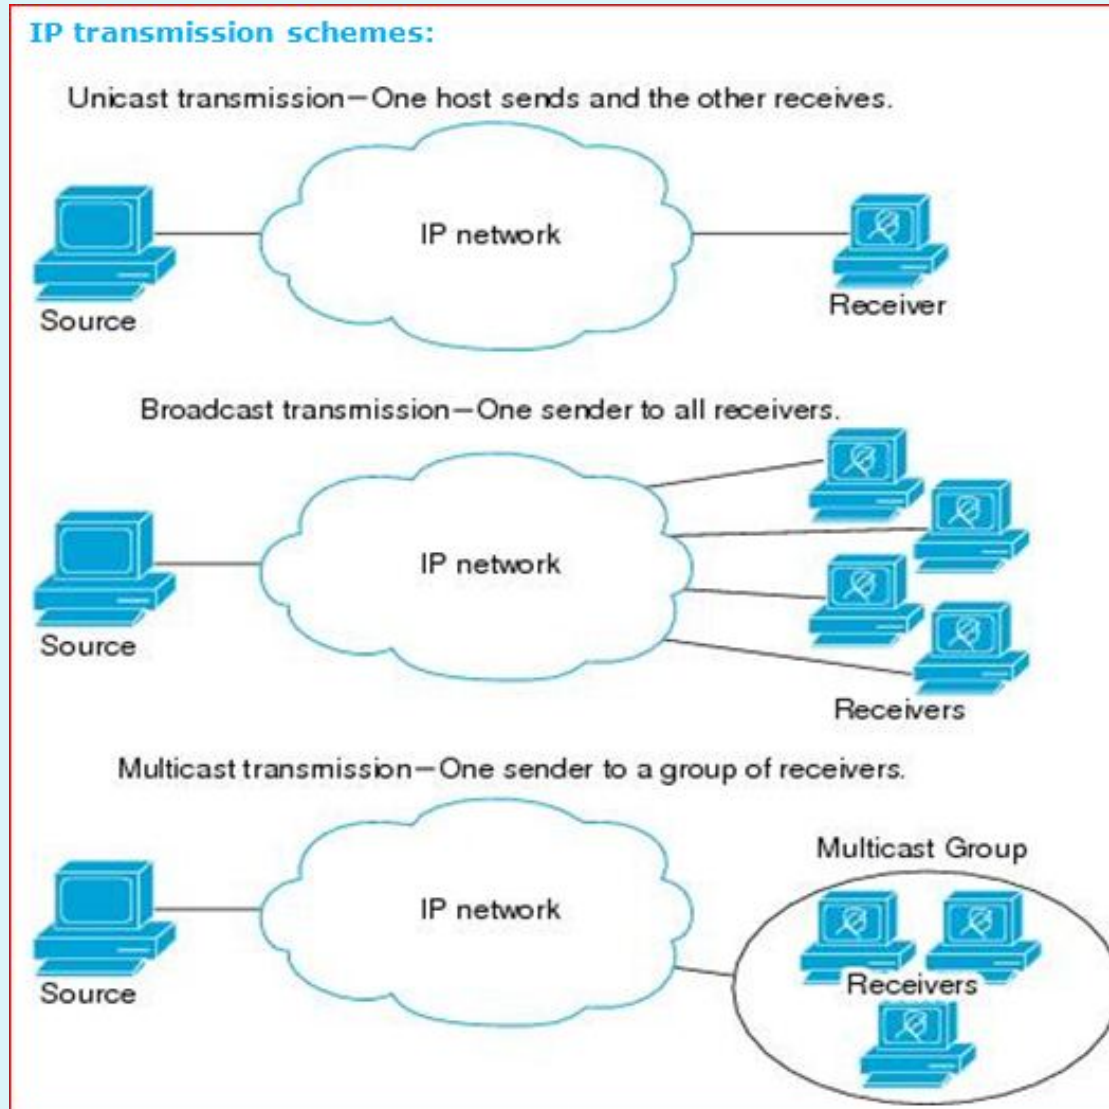 IP transmission schemes:
Unicast transmission—One host sends and the other receives.
IP network
Source
Receiver
Broadcast transmission—One sender to all receivers.
IP network
Source
Receivers
Multicast transmission—One sender to a group of receivers.
Multicast Group
IP network
Receivers
Source